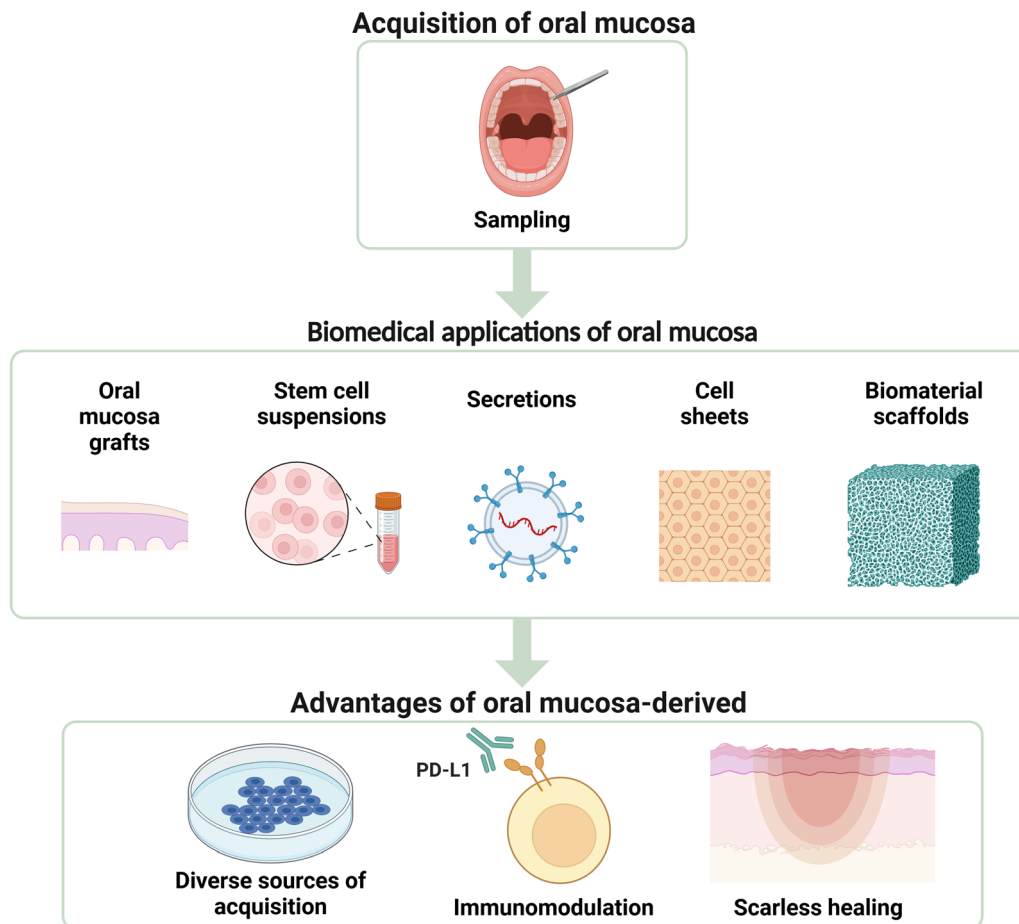 Acquisition of oral mucosa
Sampling
Biomedical applications of oral mucosa
Oral
mucosa
grafts
Stem cell
suspensions
Secretions
Cell
sheets
Biomaterial
scaffolds
Advantages of oral mucosa-derived
PD-L1
Diverse sources of
acquisition
Immunomodulation
Scarless healing